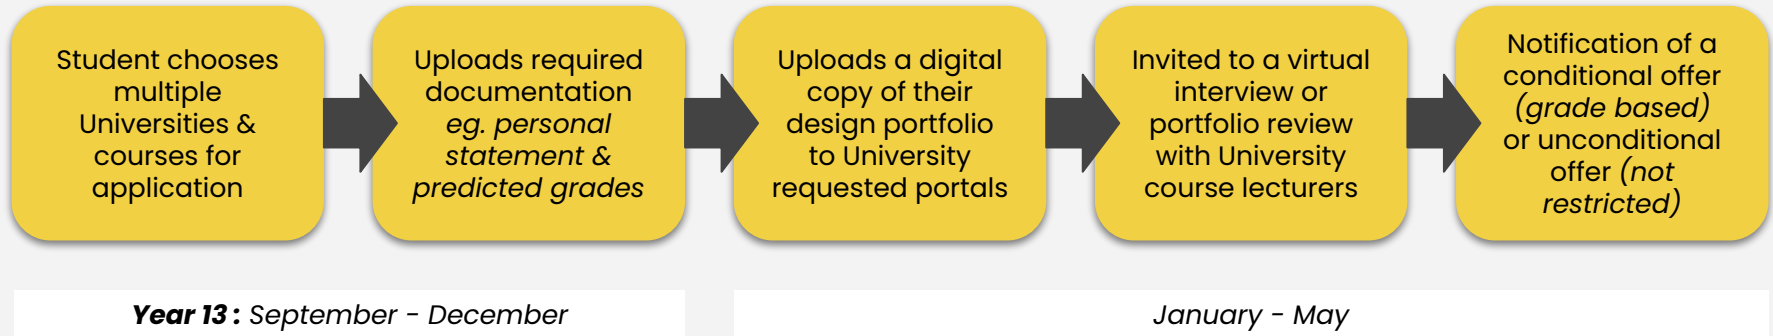 Student chooses
multiple
Universities &
courses for
application
Uploads required
documentation
eg. personal
statement &
predicted grades
Uploads a digital
copy of their
design portfolio
to University
requested portals
Invited to a virtual
interview or
portfolio review
with University
course lecturers
Notification of a
conditional offer
(grade based)
or unconditional
offer (not
restricted)
Year 13 : September - December
January - May